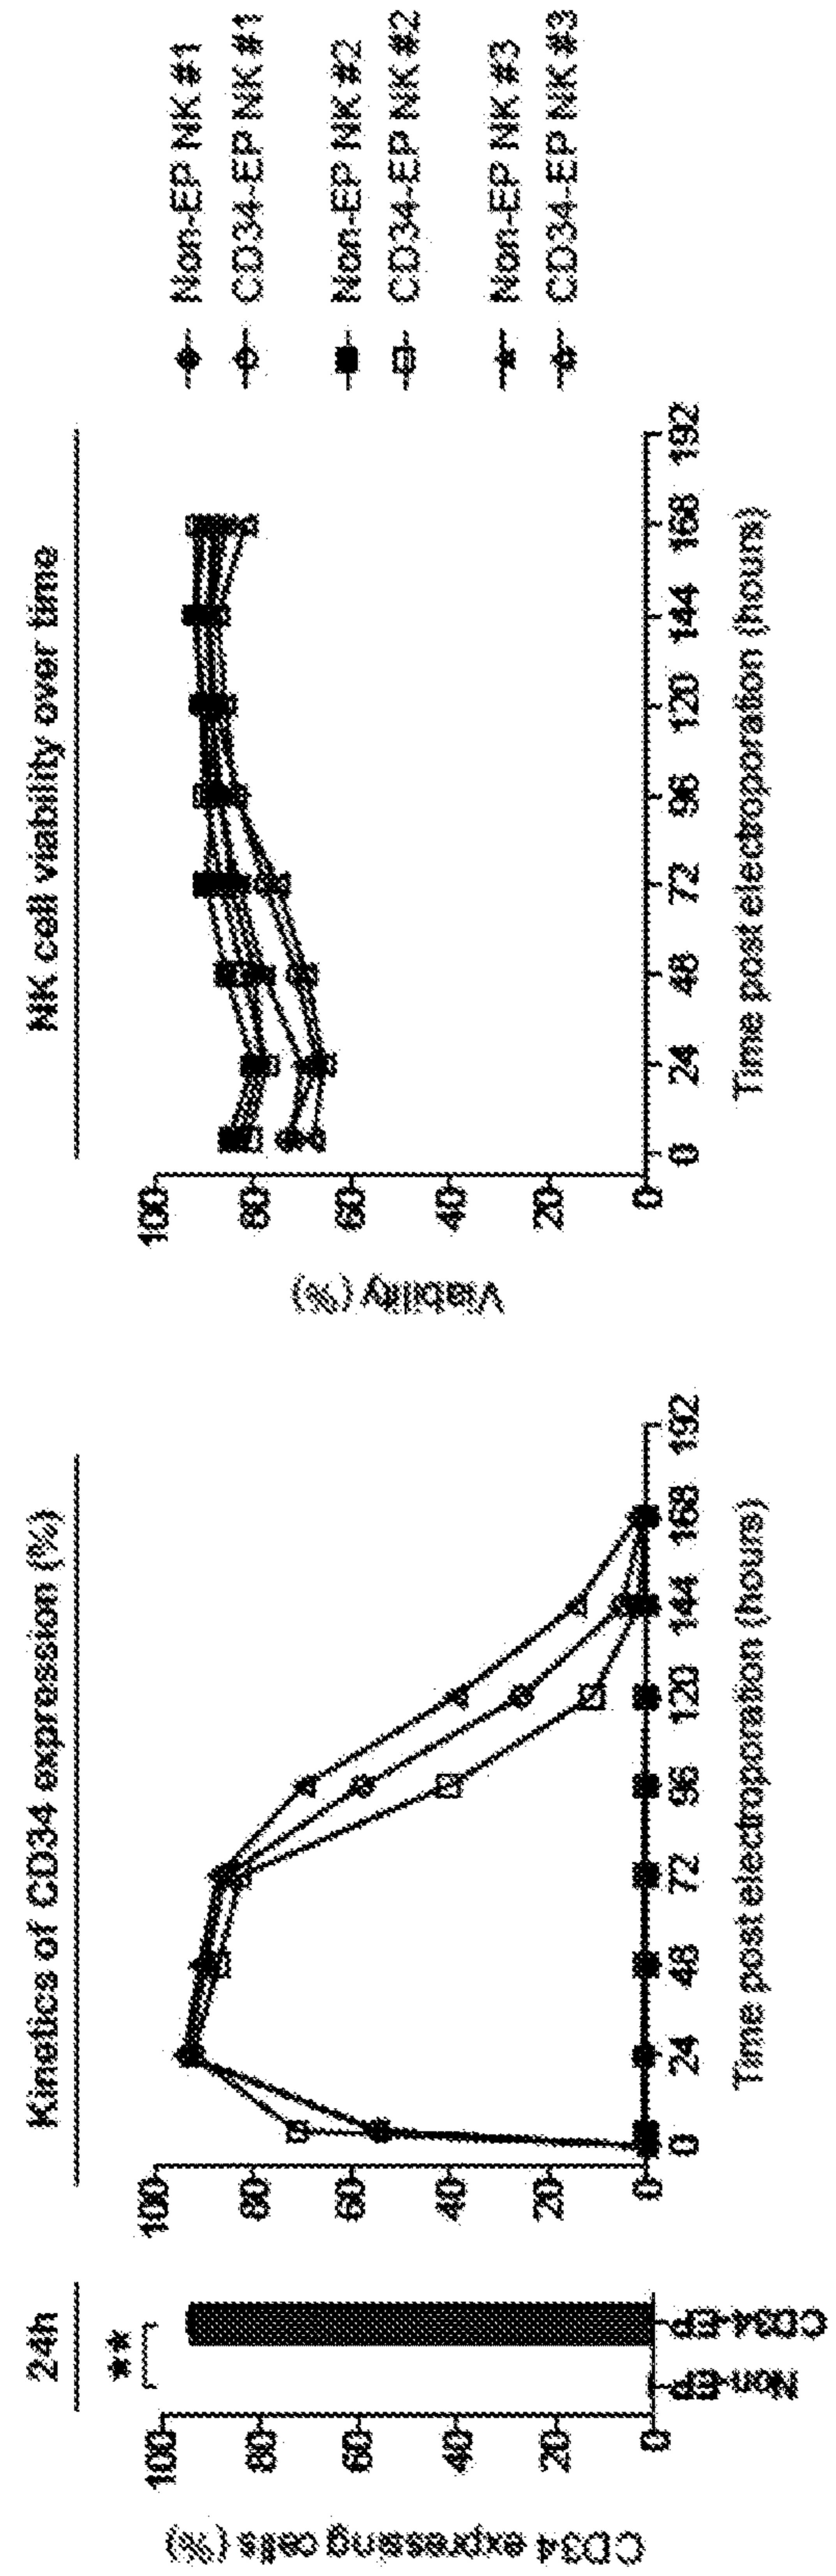 24h
**
CD34 expressing cells (%)
100
80
60
40
20
0
Non-
EP
CD34-
EP
Kinetics of CD34 expression (%)
100
80
60
40
20
0
0 24 48 72 96 120 144 168 192
Time post electroporation (hours)
NK cell viability over time
Viability (%)
100
80
60
40
20
0
0 24 48 72 96 120 144 168 192
Time post electroporation (hours)
Non-EP NK #1
CD34-EP NK #1
Non-EP NK #2
CD34-EP NK #2
Non-EP NK #3
CD34-EP NK #3